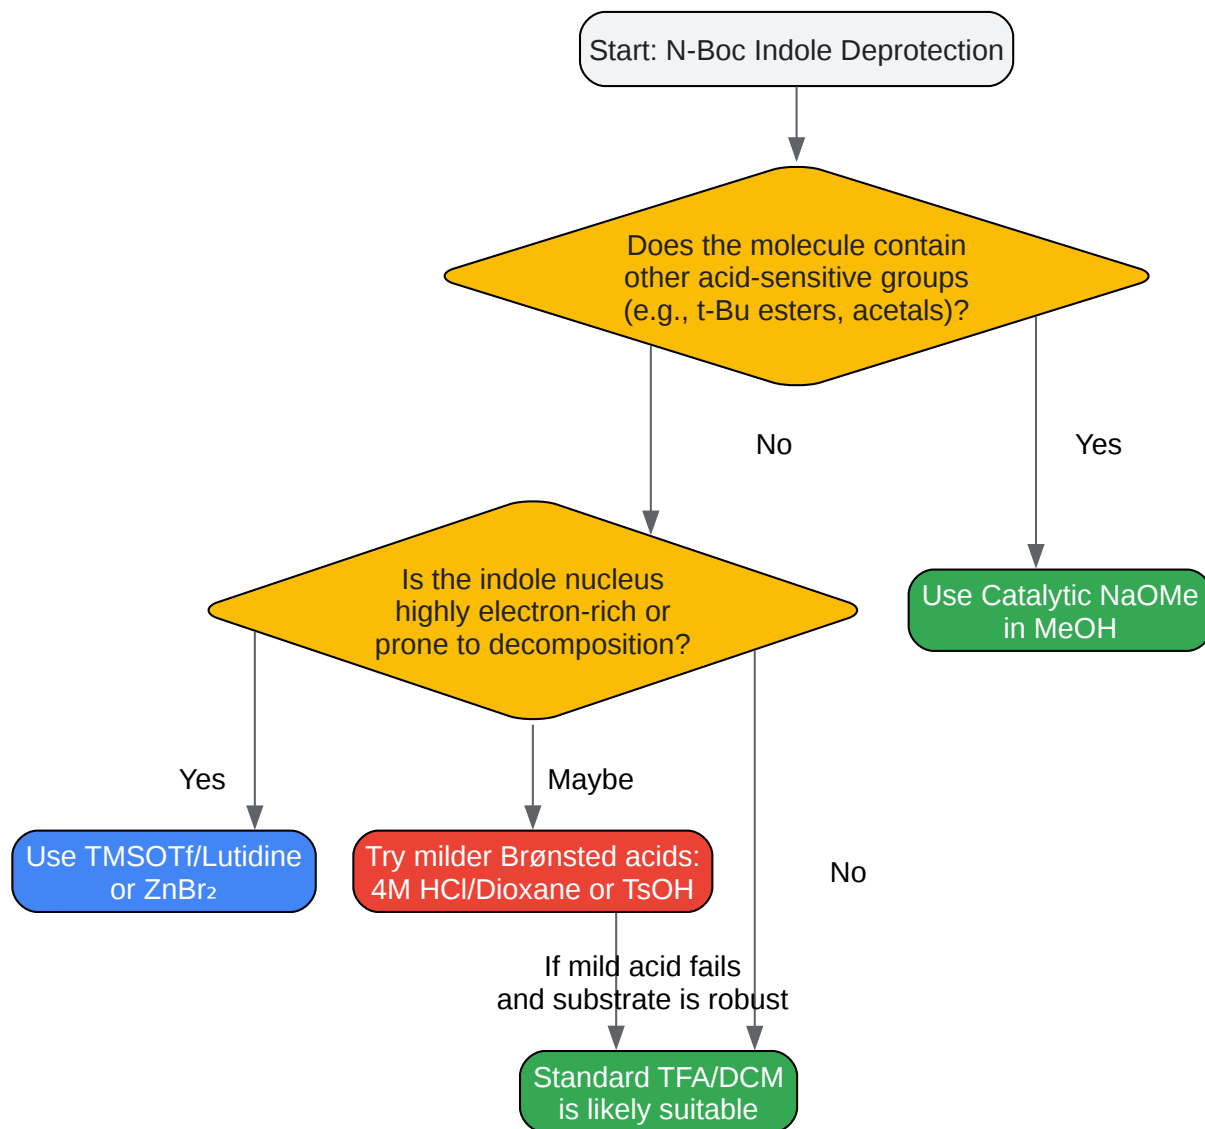 Start: N-Boc Indole Deprotection
Does the molecule contain
other acid-sensitive groups
(e.g., t-Bu esters, acetals)?
No
Yes
Is the indole nucleus
highly electron-rich or
prone to decomposition?
Use Catalytic NaOMe
in MeOH
Yes
Maybe
No
Use TMSOTf/Lutidine
or ZnBr₂
Try milder Brønsted acids:
4M HCl/Dioxane or TsOH
If mild acid fails
and substrate is robust
Standard TFA/DCM
is likely suitable